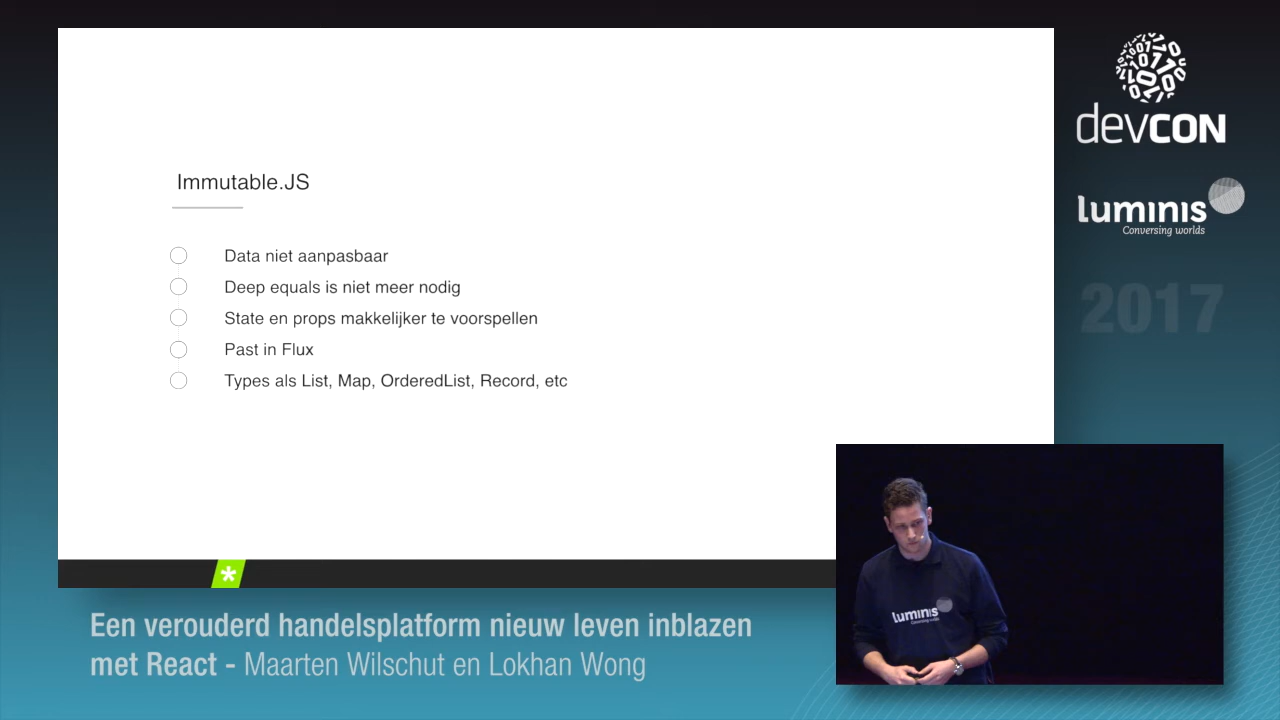 Immutable.JS
Data niet aanpasbaar
Deep equals is niet meer nodig
State en props makkelijker te voorspellen
Past in Flux
Types als List, Map, OrderedList, Record, etc
devcon
luminis
Conversing worlds
2017
luminis
Een verouderd handelsplatform nieuw leven inblazen
met React - Maarten Wilschut en Lokhan Wong